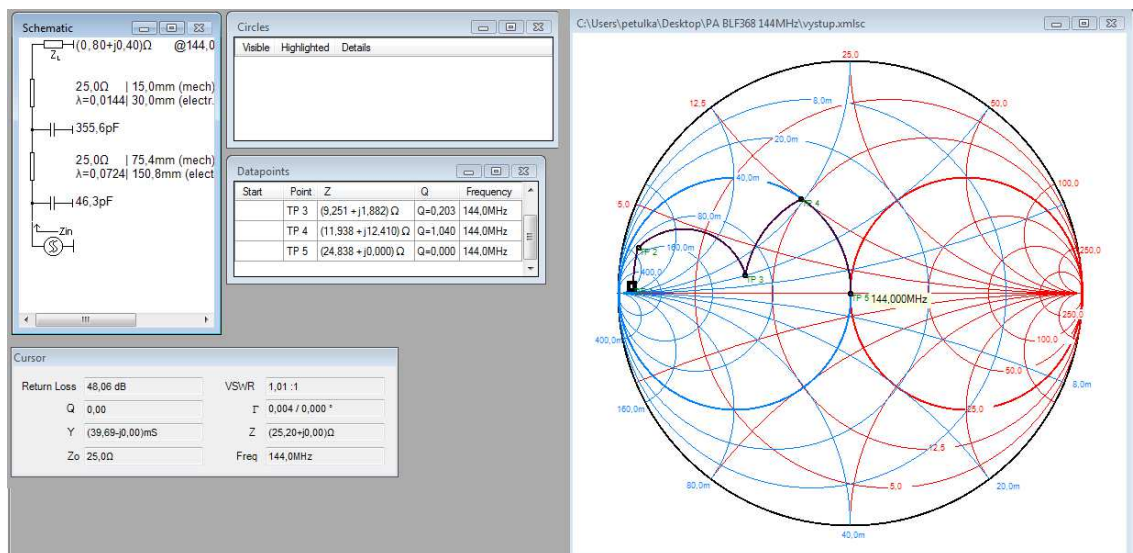 Schematic
(0,80+j0,40)Ω @144,0
ZL
25,0Ω | 15,0mm (mech)
λ=0,0144| 30,0mm (electr.
355,6pF
25,0Ω | 75,4mm (mech)
λ=0,0724| 150,8mm (elect
46,3pF
Zin
Circles
Visible Highlighted Details
Datapoints
Start Point Z Q Frequency
TP 3 (9,251 + j1,882) Ω Q=0,203 144,0MHz
TP 4 (11,938 + j12,410) Ω Q=1,040 144,0MHz
TP 5 (24,838 + j0,000) Ω Q=0,000 144,0MHz
Cursor
Return Loss 48,06 dB VSWR 1,01 :1
Q 0,00 Γ 0,004 / 0,000 °
Y (39,69-j0,00)mS Z (25,20+j0,00)Ω
Zo 25,0Ω Freq 144,0MHz
C:\Users\petulka\Desktop\PA BLF368 144MHz\vystup.xmlsc
25,0
12,5
8,0m
50,0
20,0m
40,0m
100,0
5,0
TP 4
80,0m
TP 2
160,0m
250,0
400,0
TP 3
TP 5 144,000MHz
400,0m
250,0
100,0
160,0m
50,0
8,0m
25,0
12,5
80,0m
5,0
20,0m
40,0m